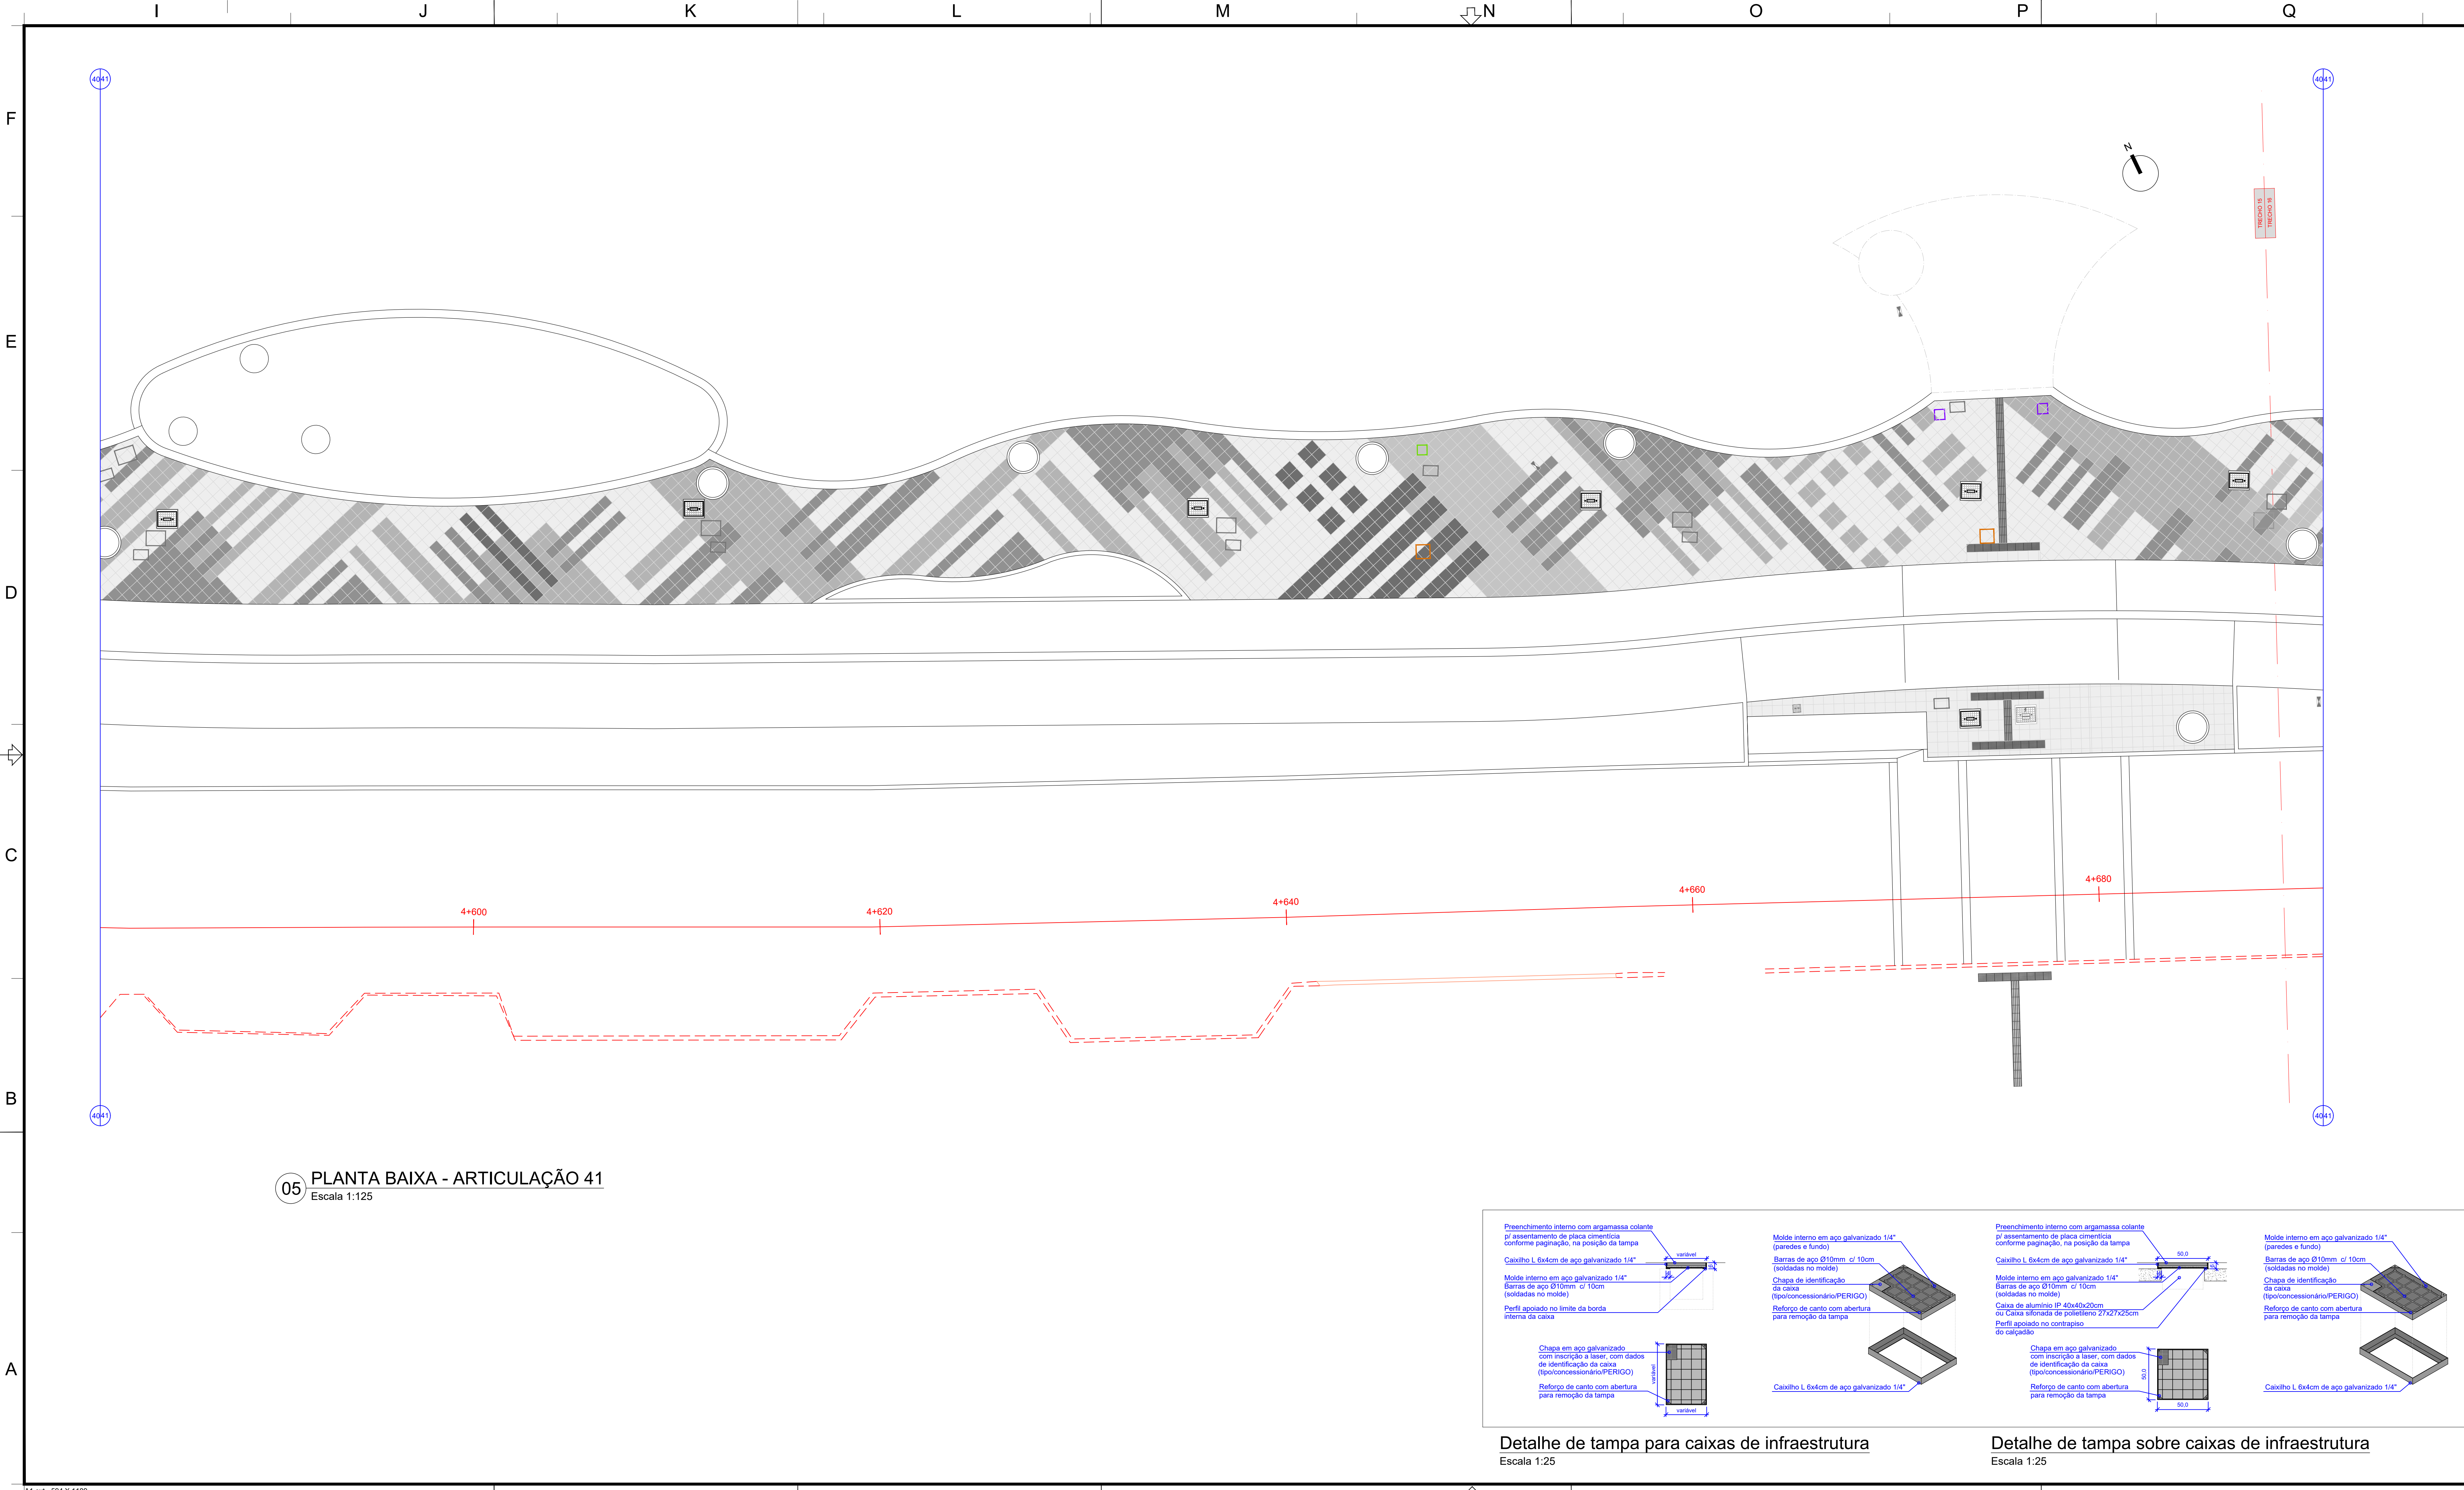 I J K L M N O P Q
F
E
D
C
B
A
4041
4041
N
TRECHO 15
TRECHO 16
4+600
4+620
4+640
4+660
4+680
4041
4041
05
PLANTA BAIXA - ARTICULAÇÃO 41
Escala 1:125
Preenchimento interno com argamassa colante
p/ assentamento de placa cimentícia
conforme paginação, na posição da tampa
Caixilho L 6x4cm de aço galvanizado 1/4"
Molde interno em aço galvanizado 1/4"
Barras de aço Ø10mm c/ 10cm
(soldadas no molde)
Perfil apoiado no limite da borda
interna da caixa
variável
Chapa em aço galvanizado
com inscrição a laser, com dados
de identificação da caixa
(tipo/concessionário/PERIGO)
Reforço de canto com abertura
para remoção da tampa
variável
variável
Molde interno em aço galvanizado 1/4"
(paredes e fundo)
Barras de aço Ø10mm c/ 10cm
(soldadas no molde)
Chapa de identificação
da caixa
(tipo/concessionário/PERIGO)
Reforço de canto com abertura
para remoção da tampa
Caixilho L 6x4cm de aço galvanizado 1/4"
Detalhe de tampa para caixas de infraestrutura
Escala 1:25
Preenchimento interno com argamassa colante
p/ assentamento de placa cimentícia
conforme paginação, na posição da tampa
Caixilho L 6x4cm de aço galvanizado 1/4"
Molde interno em aço galvanizado 1/4"
Barras de aço Ø10mm c/ 10cm
(soldadas no molde)
Caixa de alumínio IP 40x40x20cm
ou Caixa sifonada de polietileno 27x27x25cm
Perfil apoiado no contrapiso
do calçadão
50,0
Chapa em aço galvanizado
com inscrição a laser, com dados
de identificação da caixa
(tipo/concessionário/PERIGO)
Reforço de canto com abertura
para remoção da tampa
50,0
50,0
Molde interno em aço galvanizado 1/4"
(paredes e fundo)
Barras de aço Ø10mm c/ 10cm
(soldadas no molde)
Chapa de identificação
da caixa
(tipo/concessionário/PERIGO)
Reforço de canto com abertura
para remoção da tampa
Caixilho L 6x4cm de aço galvanizado 1/4"
Detalhe de tampa sobre caixas de infraestrutura
Escala 1:25